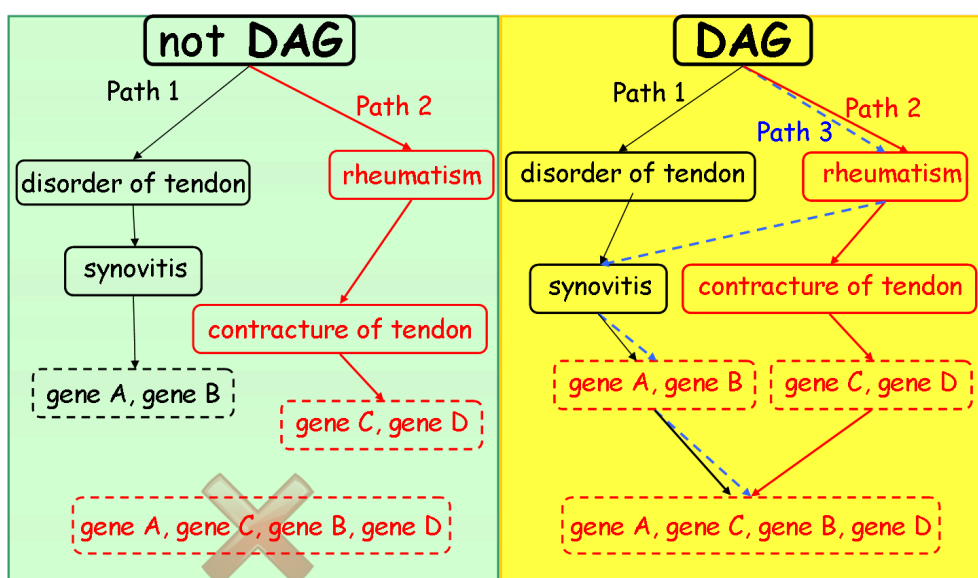 not DAG
Path 1
Path 2
disorder of tendon
rheumatism
synovitis
contracture of tendon
gene A, gene B
gene C, gene D
gene A, gene C, gene B, gene D
DAG
Path 1
Path 2
Path 3
disorder of tendon
rheumatism
synovitis
contracture of tendon
gene A, gene B
gene C, gene D
gene A, gene C, gene B, gene D